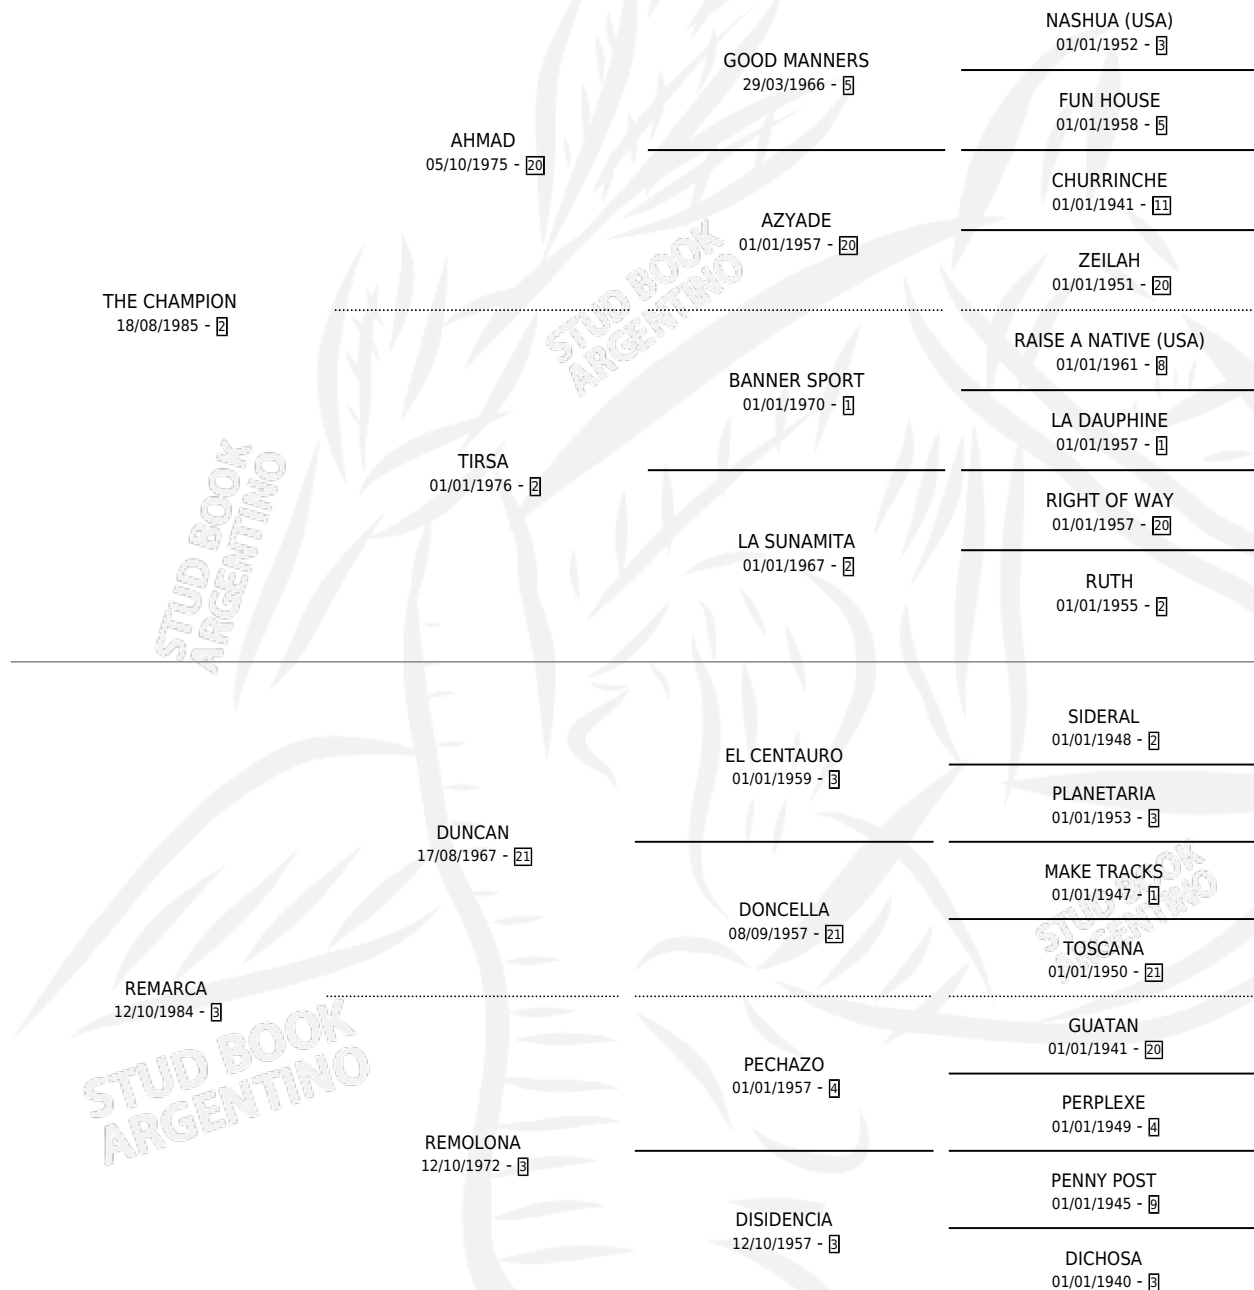 NASHUA (USA)
01/01/1952 - 3
GOOD MANNERS
29/03/1966 - 5
FUN HOUSE
01/01/1958 - 5
AHMAD
05/10/1975 - 20
CHURRINCHE
01/01/1941 - 11
AZYADE
01/01/1957 - 20
ZEILAH
01/01/1951 - 20
THE CHAMPION
18/08/1985 - 2
STUD BOOK
ARGENTINO
RAISE A NATIVE (USA)
01/01/1961 - 8
BANNER SPORT
01/01/1970 - 1
LA DAUPHINE
01/01/1957 - 1
TIRSA
01/01/1976 - 2
STUD BOOK
ARGENTINO
RIGHT OF WAY
01/01/1957 - 20
LA SUNAMITA
01/01/1967 - 2
RUTH
01/01/1955 - 2
SIDERAL
01/01/1948 - 2
EL CENTAURO
01/01/1959 - 3
PLANETARIA
01/01/1953 - 3
DUNCAN
17/08/1967 - 21
MAKE TRACKS
01/01/1947 - 1
STUD BOOK
ARGENTINO
DONCELLA
08/09/1957 - 21
TOSCANA
01/01/1950 - 21
REMARCA
12/10/1984 - 3
STUD BOOK
ARGENTINO
GUATAN
01/01/1941 - 20
PECHAZO
01/01/1957 - 4
PERPLEXE
01/01/1949 - 4
REMOLONA
12/10/1972 - 3
PENNY POST
01/01/1945 - 9
DISIDENCIA
12/10/1957 - 3
DICHOSA
01/01/1940 - 3